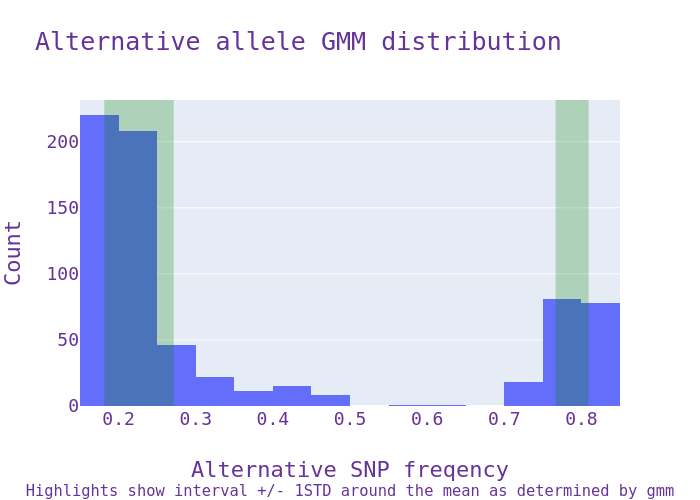 Alternative allele GMM distribution
Count
200
150
100
50
0
0.2 0.3 0.4 0.5 0.6 0.7 0.8
Alternative SNP freqency
Highlights show interval +/- 1STD around the mean as determined by gmm